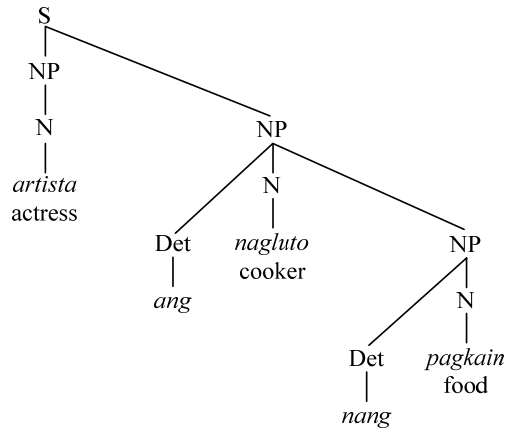 S
NP
N
artista
actress
NP
Det
ang
N
nagluto
cooker
NP
Det
nang
N
pagkain
food